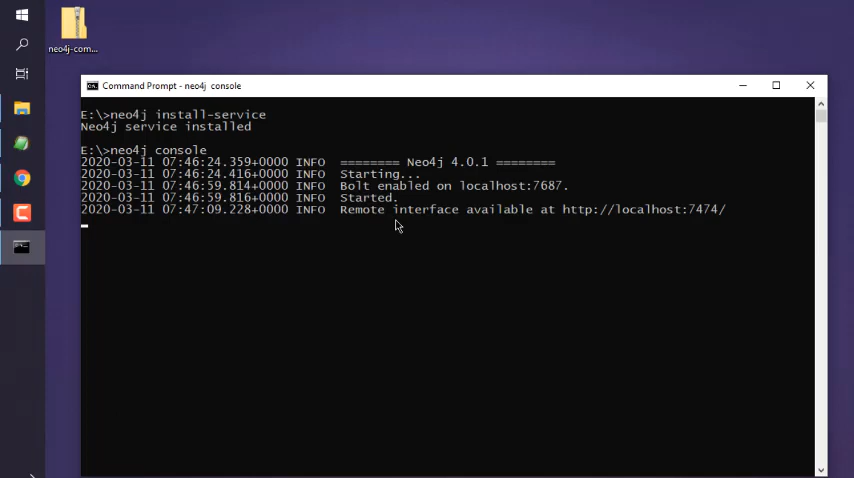 neo4j-com...
Command Prompt - neo4j  console
E:\>neo4j install-service
Neo4j service installed
E:\>neo4j console
2020-03-11 07:46:24.359+0000 INFO  ======== Neo4j 4.0.1 ========
2020-03-11 07:46:24.416+0000 INFO  Starting...
2020-03-11 07:46:59.814+0000 INFO  Bolt enabled on localhost:7687.
2020-03-11 07:46:59.816+0000 INFO  Started.
2020-03-11 07:47:09.228+0000 INFO  Remote interface available at http://localhost:7474/